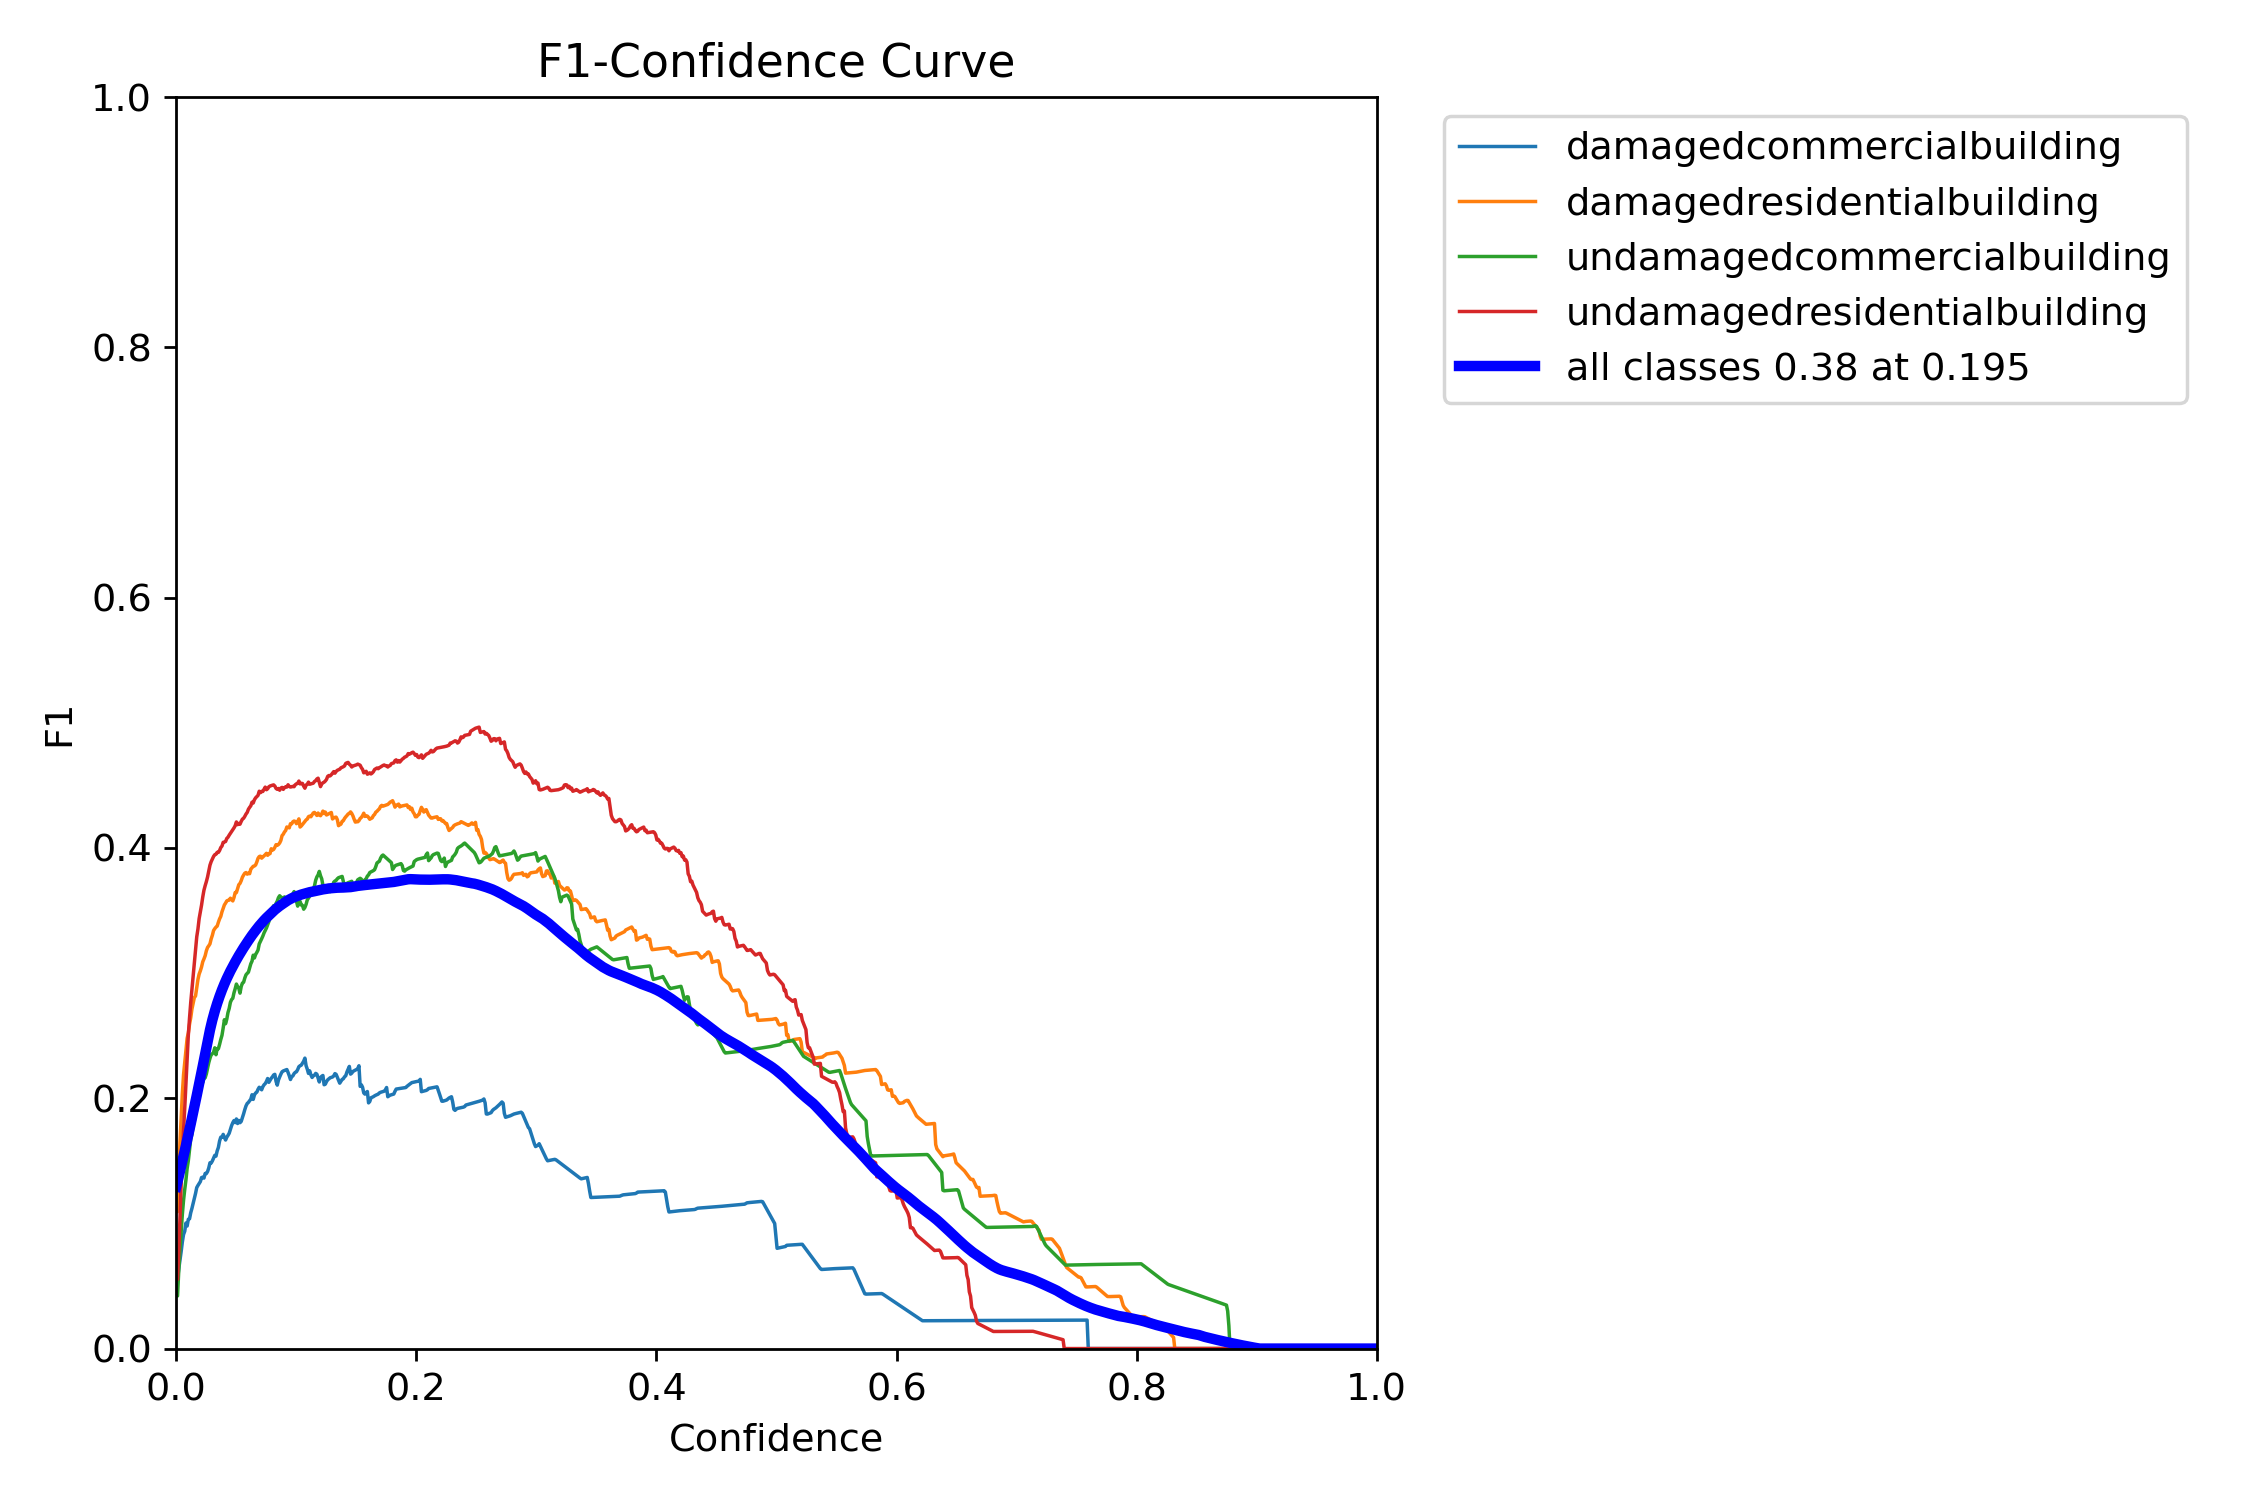 F1-Confidence Curve
1.0
0.8
0.6
0.4
0.2
0.0
F1
0.0 0.2 0.4 0.6 0.8 1.0
Confidence
damagedcommercialbuilding
damagedresidentialbuilding
undamagedcommercialbuilding
undamagedresidentialbuilding
all classes 0.38 at 0.195